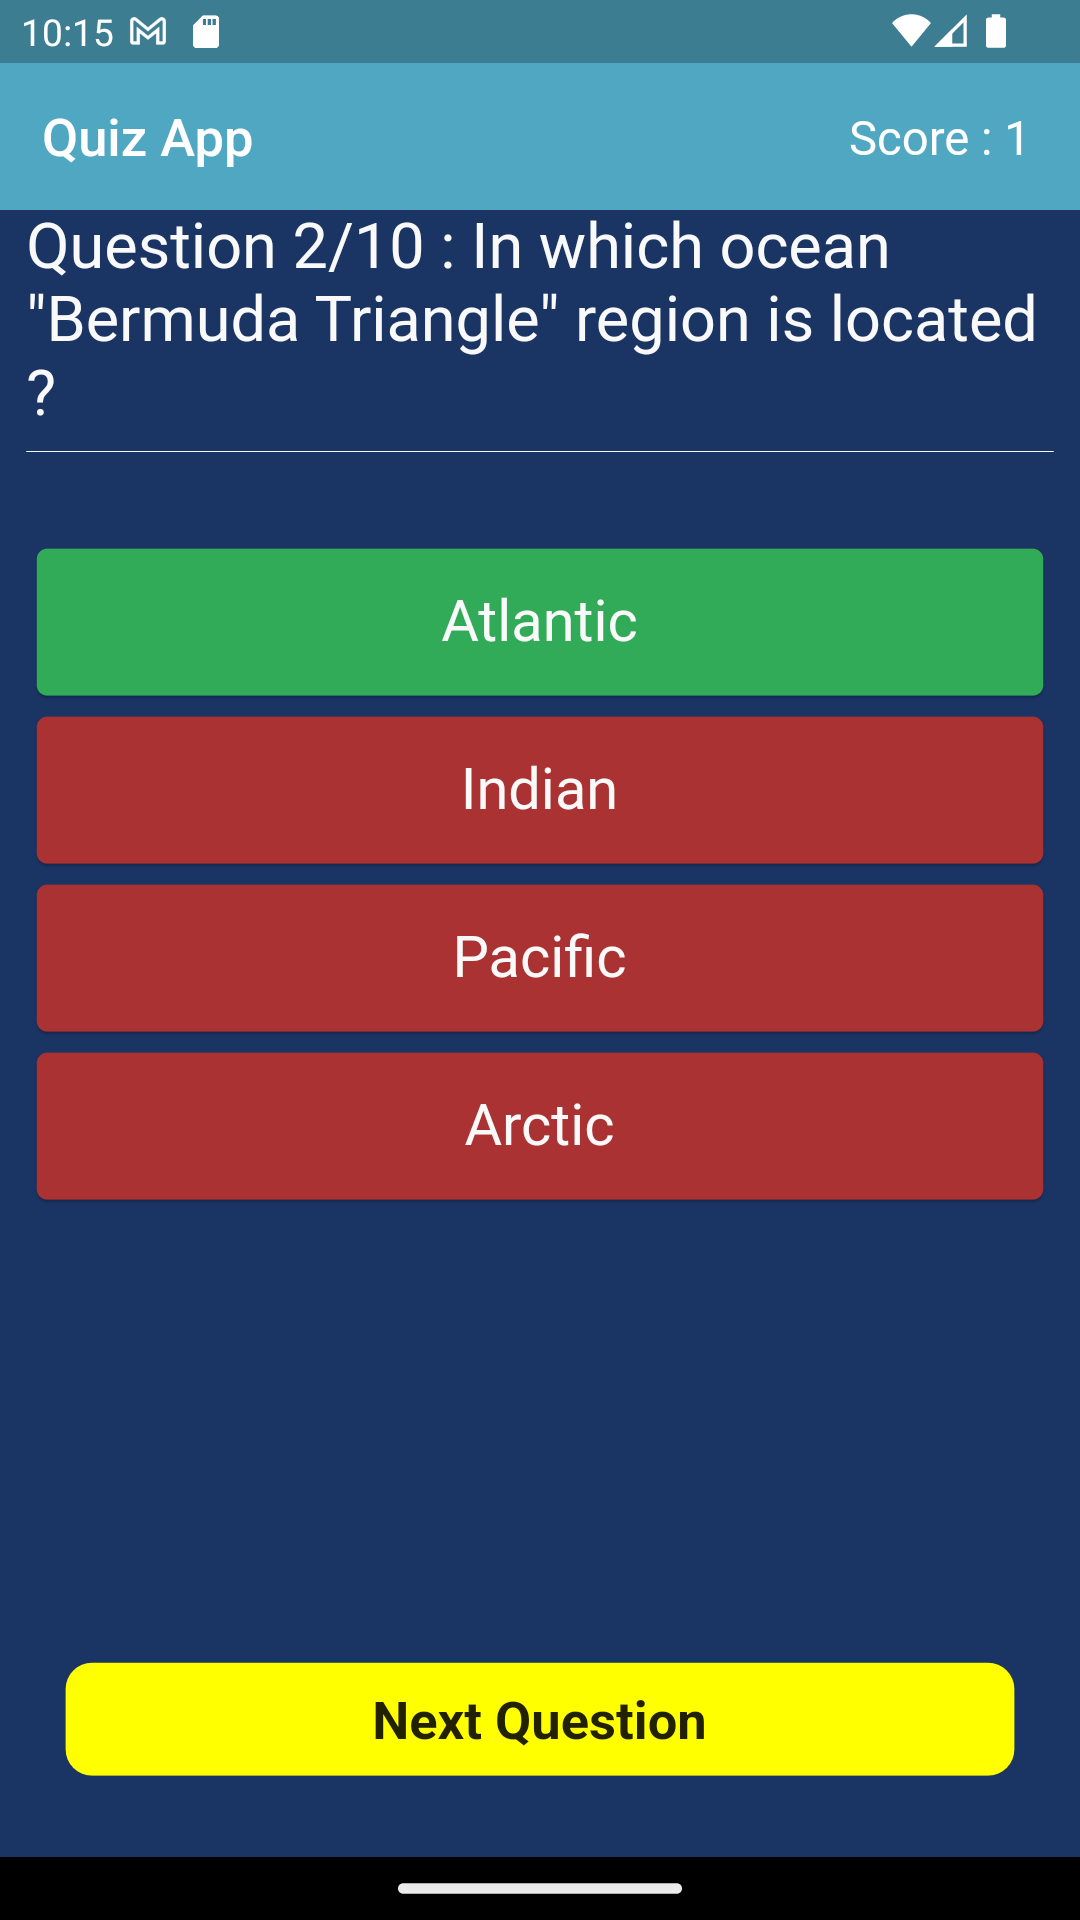 10:15
Quiz App
Score : 1
Question 2/10 : In which ocean
"Bermuda Triangle" region is located
?
Atlantic
Indian
Pacific
Arctic
Next Question